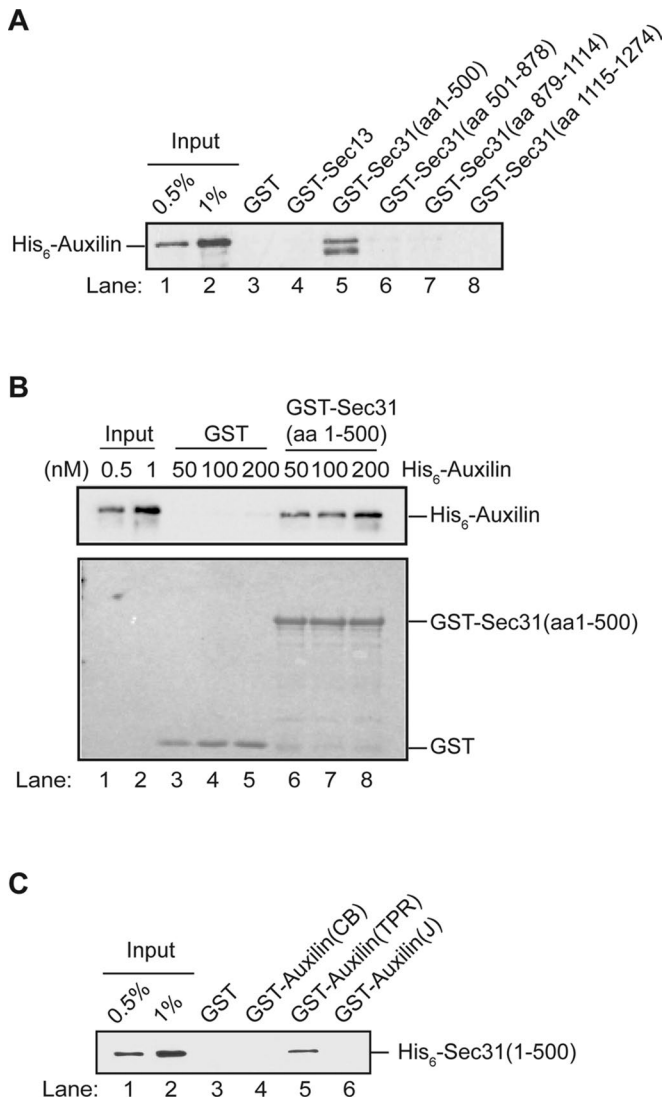 A
Input
0.5%
1%
GST
GST-Sec13
GST-Sec31(aa1-500)
GST-Sec31(aa 501-878)
GST-Sec31(aa 879-1114)
GST-Sec31(aa 1115-1274)
His6-Auxilin
Lane: 1 2 3 4 5 6 7 8
B
GST-Sec31
Input GST (aa 1-500)
(nM) 0.5 1 50 100 200 50 100 200 His6-Auxilin
His6-Auxilin
GST-Sec31(aa1-500)
GST
Lane: 1 2 3 4 5 6 7 8
C
Input
0.5%
1%
GST
GST-Auxilin(CB)
GST-Auxilin(TPR)
GST-Auxilin(J)
His6-Sec31(1-500)
Lane: 1 2 3 4 5 6